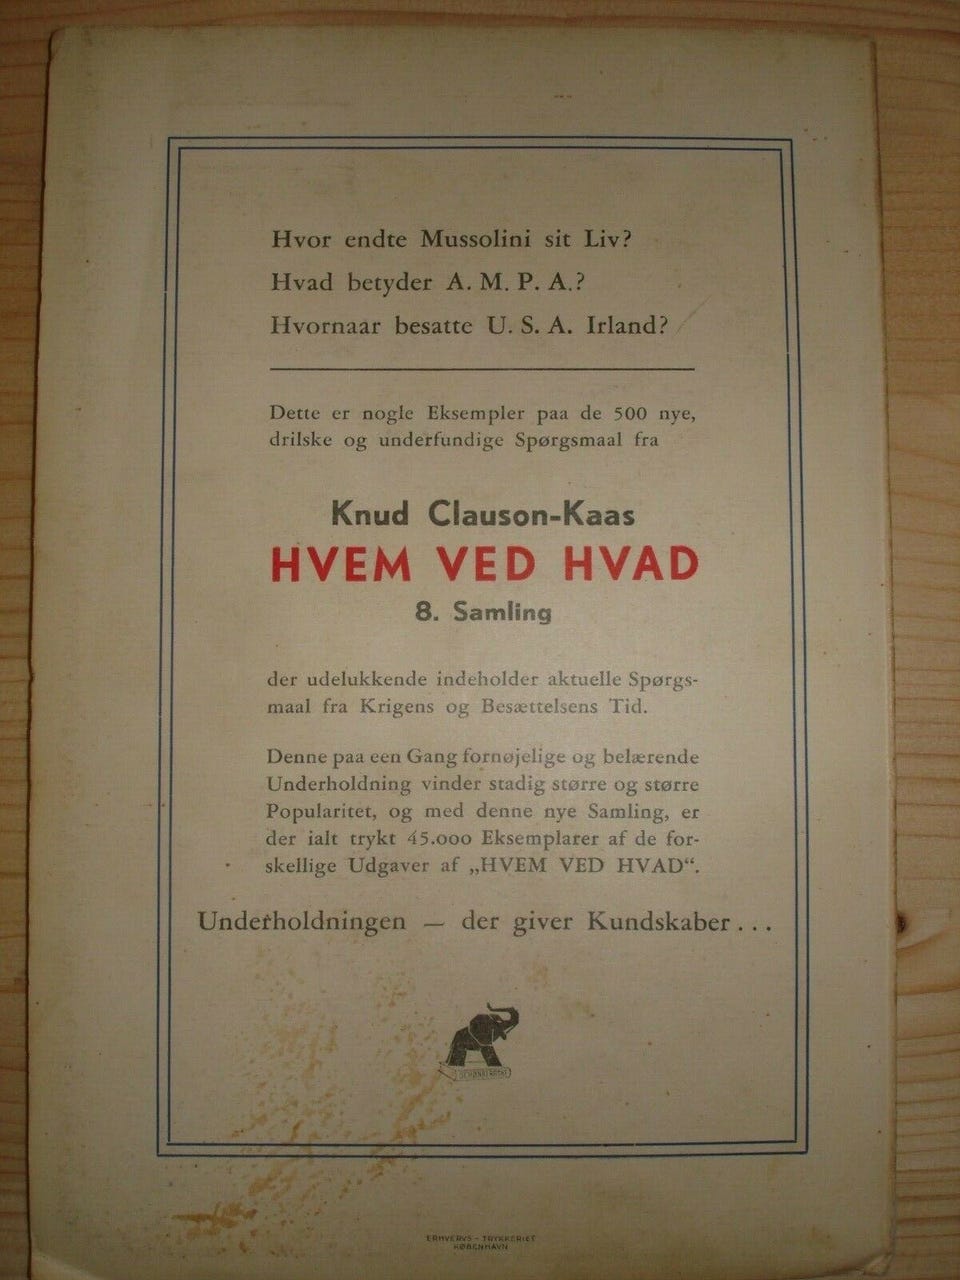 Hvor endte Mussolini sit Liv?
Hvad betyder A. M. P. A.?
Hvornaar besatte U. S. A. Irland?
Dette er nogle Eksempler paa de 500 nye,
drilske og underfundige Spørgsmaal fra
Knud Clauson-Kaas
HVEM VED HVAD
8. Samling
der udelukkende indeholder aktuelle Spørgs-
maal fra Krigens og Besættelsens Tid.
Denne paa een Gang fornøjelige og belærende
Underholdning vinder stadig større og større
Popularitet, og med denne nye Samling, er
der ialt trykt 45.000 Eksemplarer af de for-
skellige Udgaver af „HVEM VED HVAD“.
Underholdningen — der giver Kundskaber . . .
ERHVERVS - TRYKKERIET
KØBENHAVN